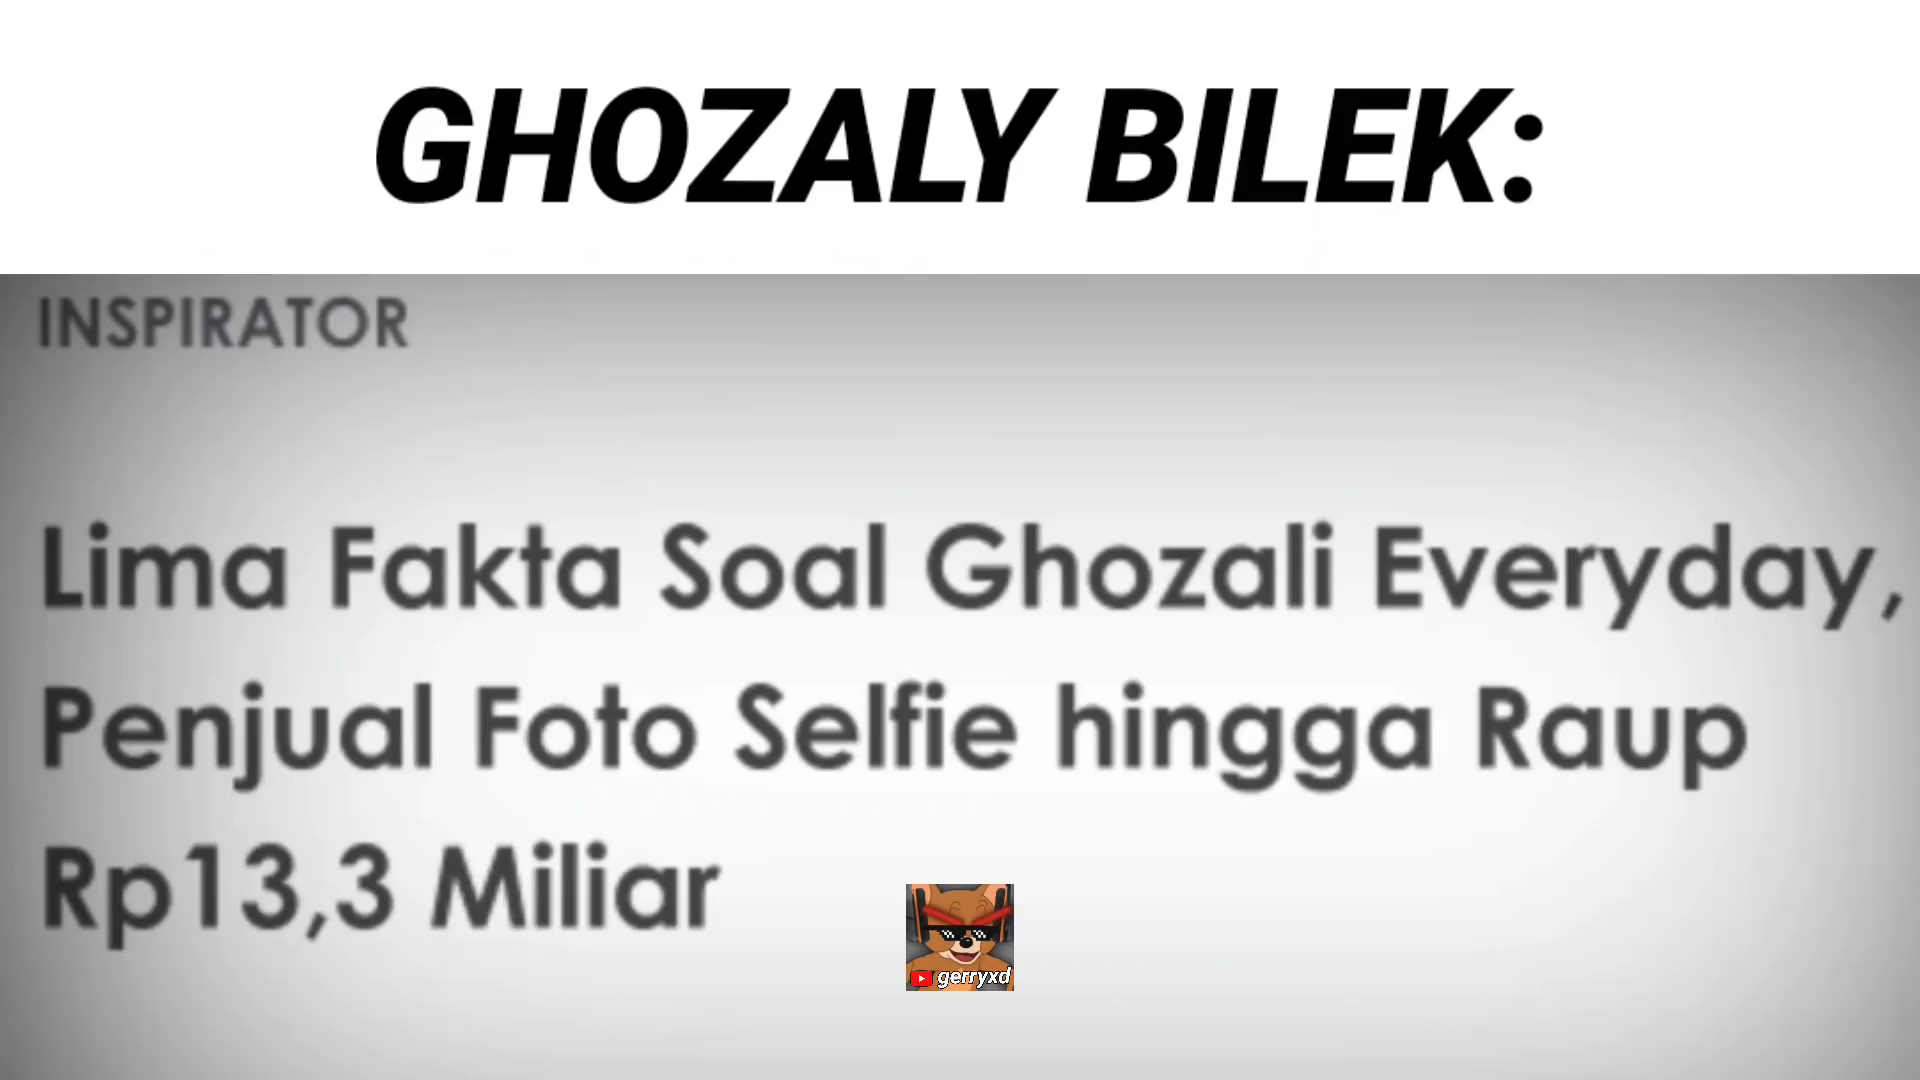 GHOZALY BILEK:
INSPIRATOR
Lima Fakta Soal Ghozali Everyday,
Penjual Foto Selfie hingga Raup
Rp13,3 Miliar
gerryxd